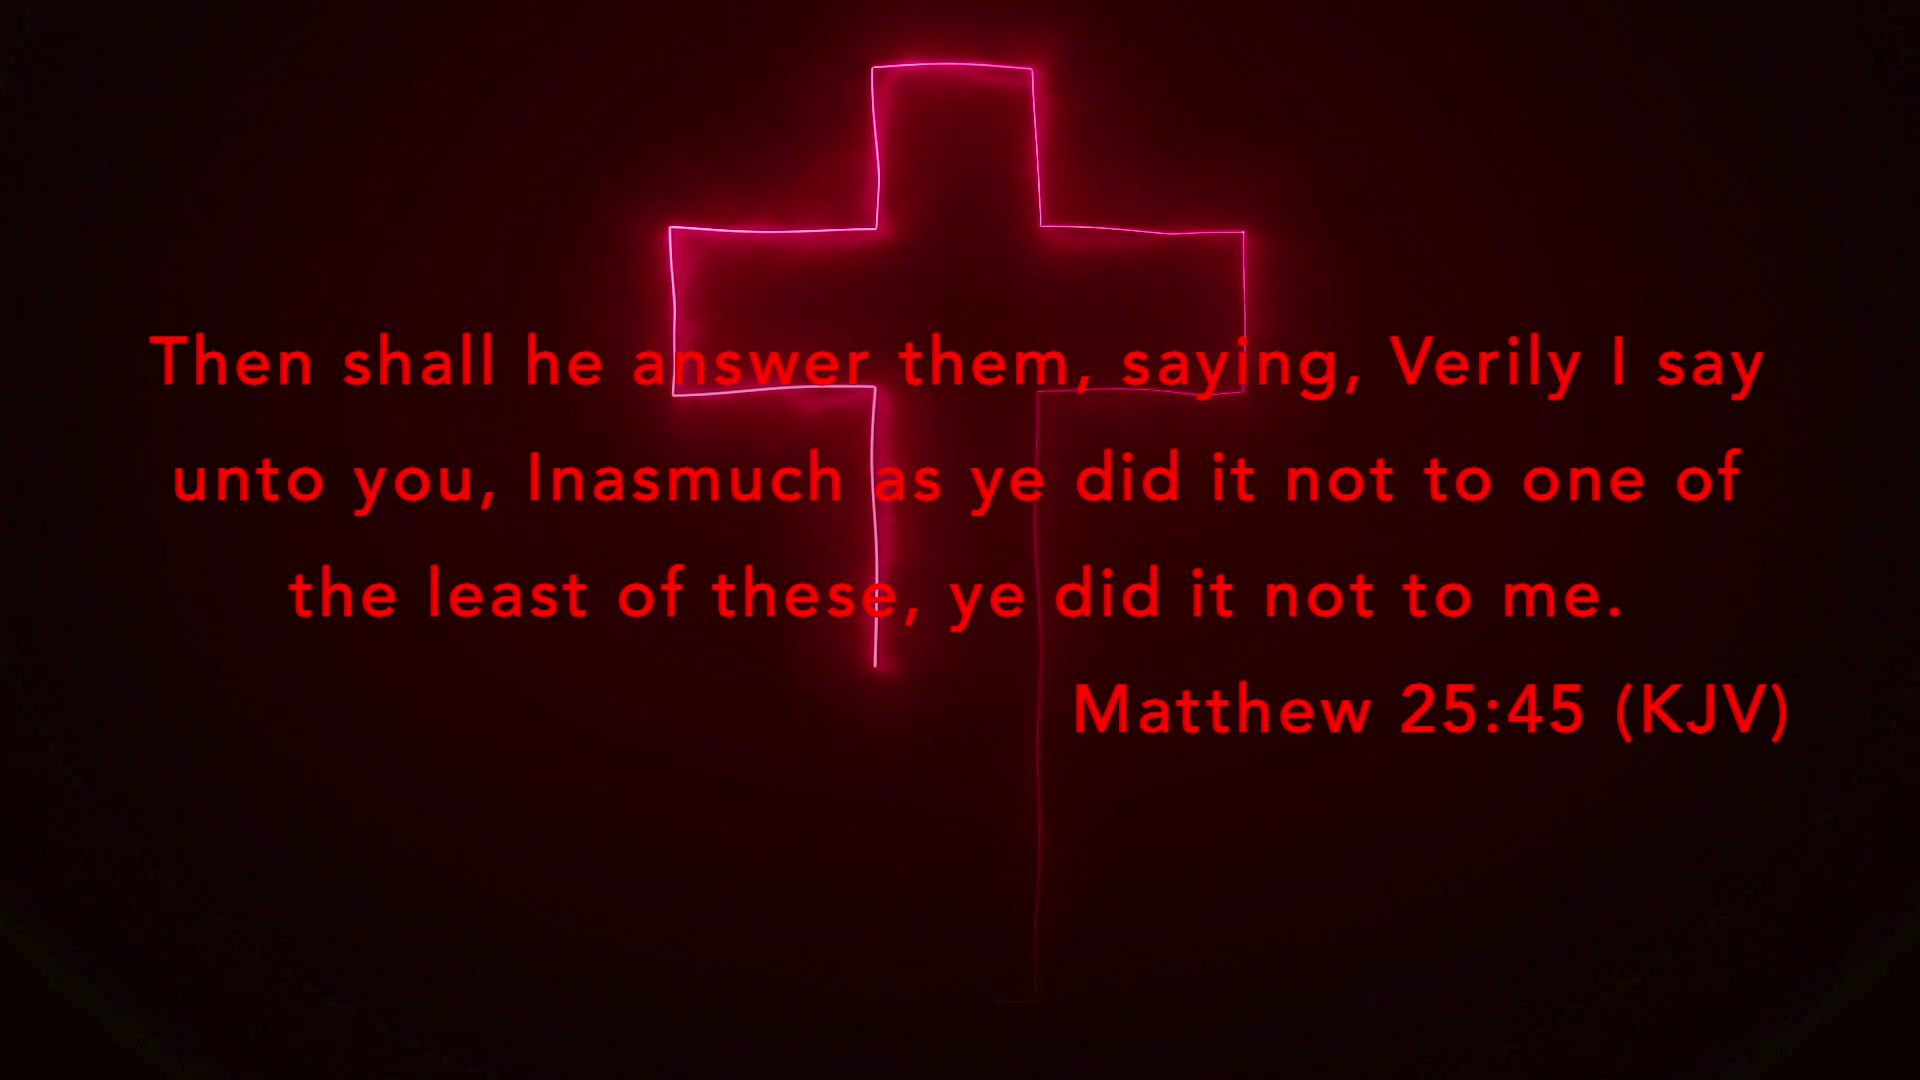 Then shall he answer them, saying, Verily I say
unto you, Inasmuch as ye did it not to one of
the least of these, ye did it not to me.
Matthew 25:45 (KJV)